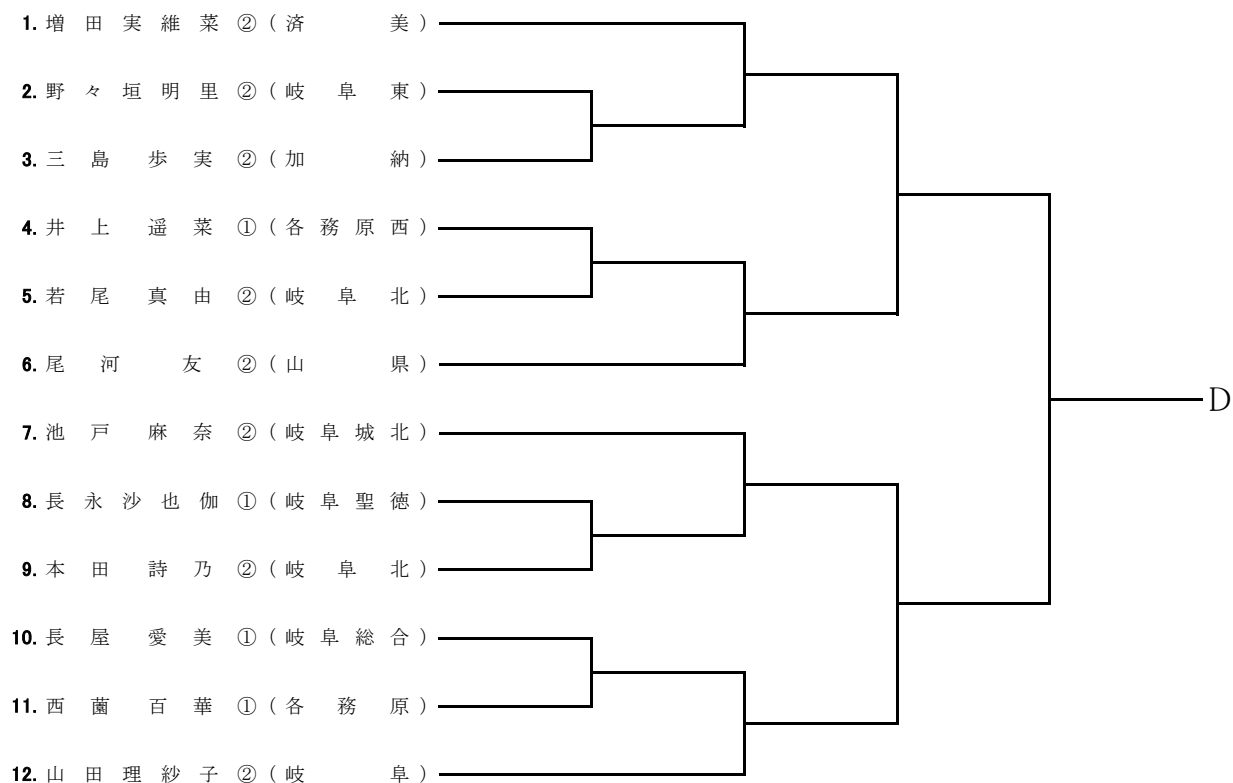 1. 増田実維菜 ② (済美)
2. 野々垣明里 ② (岐阜東)
3. 三島歩実 ② (加納)
4. 井上遥菜 ① (各務原西)
5. 若尾真由 ② (岐阜北)
6. 尾河友 ② (山県)
D
7. 池戸麻奈 ② (岐阜城北)
8. 長永沙也伽 ① (岐阜聖徳)
9. 本田詩乃 ② (岐阜北)
10. 長屋愛美 ① (岐阜総合)
11. 西薗百華 ① (各務原)
12. 山田理紗子 ② (岐阜)